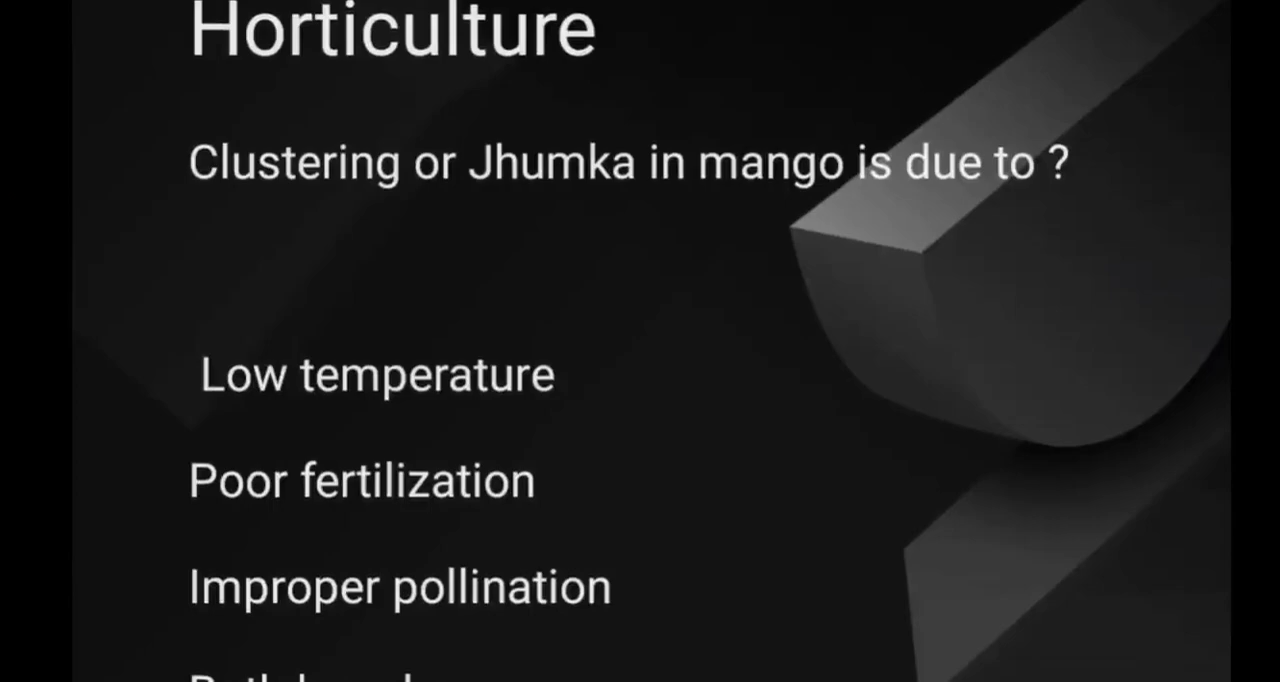 Horticulture
Clustering or Jhumka in mango is due to ?
Low temperature
Poor fertilization
Improper pollination